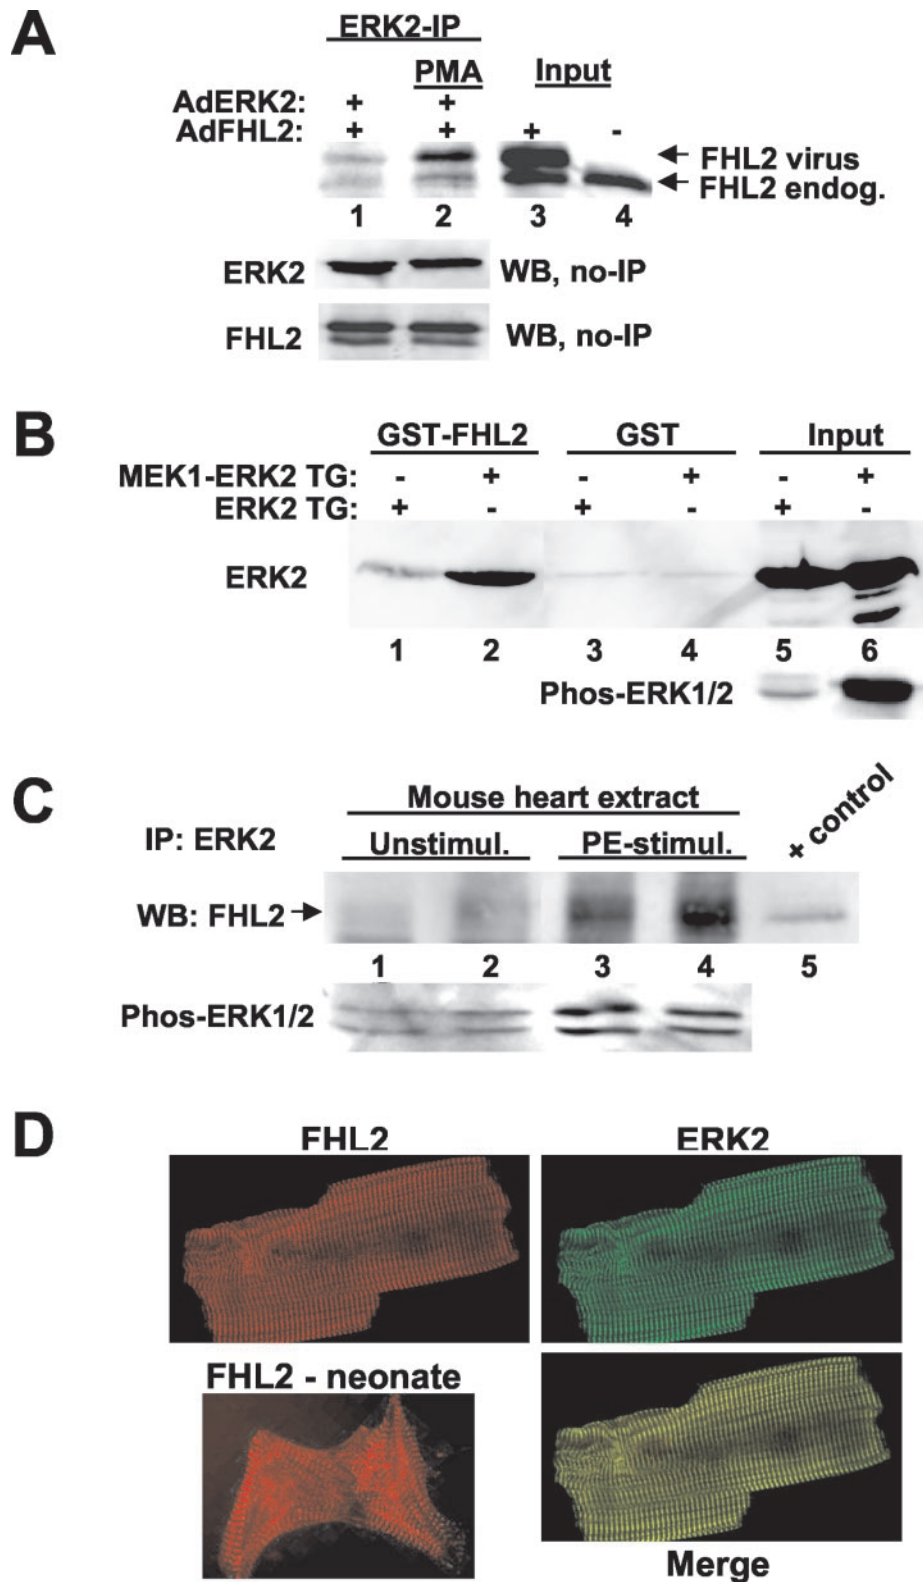 A
ERK2-IP
PMA Input
AdERK2: + +
AdFHL2: + + + -
FHL2 virus
FHL2 endog.
1 2 3 4
ERK2 WB, no-IP
FHL2 WB, no-IP
B
GST-FHL2 GST Input
MEK1-ERK2 TG: - + - + - +
ERK2 TG: + - + - + -
ERK2
1 2 3 4 5 6
Phos-ERK1/2
C
Mouse heart extract
+ control
IP: ERK2 Unstimul. PE-stimul.
WB: FHL2
1 2 3 4 5
Phos-ERK1/2
D
FHL2 ERK2
FHL2 - neonate
Merge